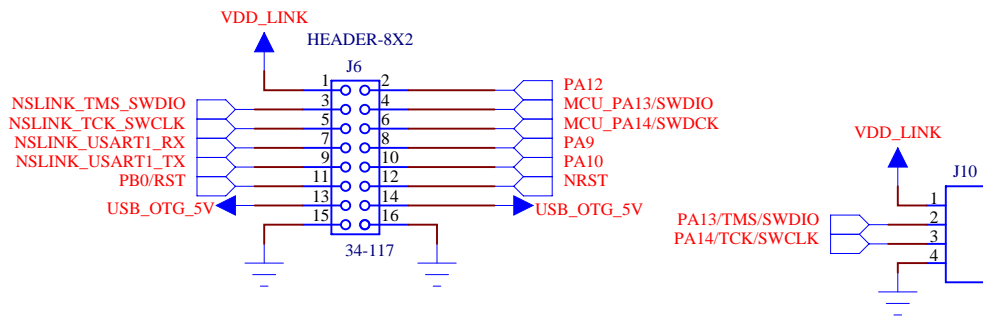 VDD_LINK
HEADER-8X2
J6
1 2 PA12
NSLINK_TMS_SWDIO 3 4 MCU_PA13/SWDIO
NSLINK_TCK_SWCLK 5 6 MCU_PA14/SWDCK
NSLINK_USART1_RX 7 8 PA9
NSLINK_USART1_TX 9 10 PA10
PB0/RST 11 12 NRST
USB_OTG_5V 13 14 USB_OTG_5V
15 16
34-117
VDD_LINK
J10
1
PA13/TMS/SWDIO 2
PA14/TCK/SWCLK 3
4